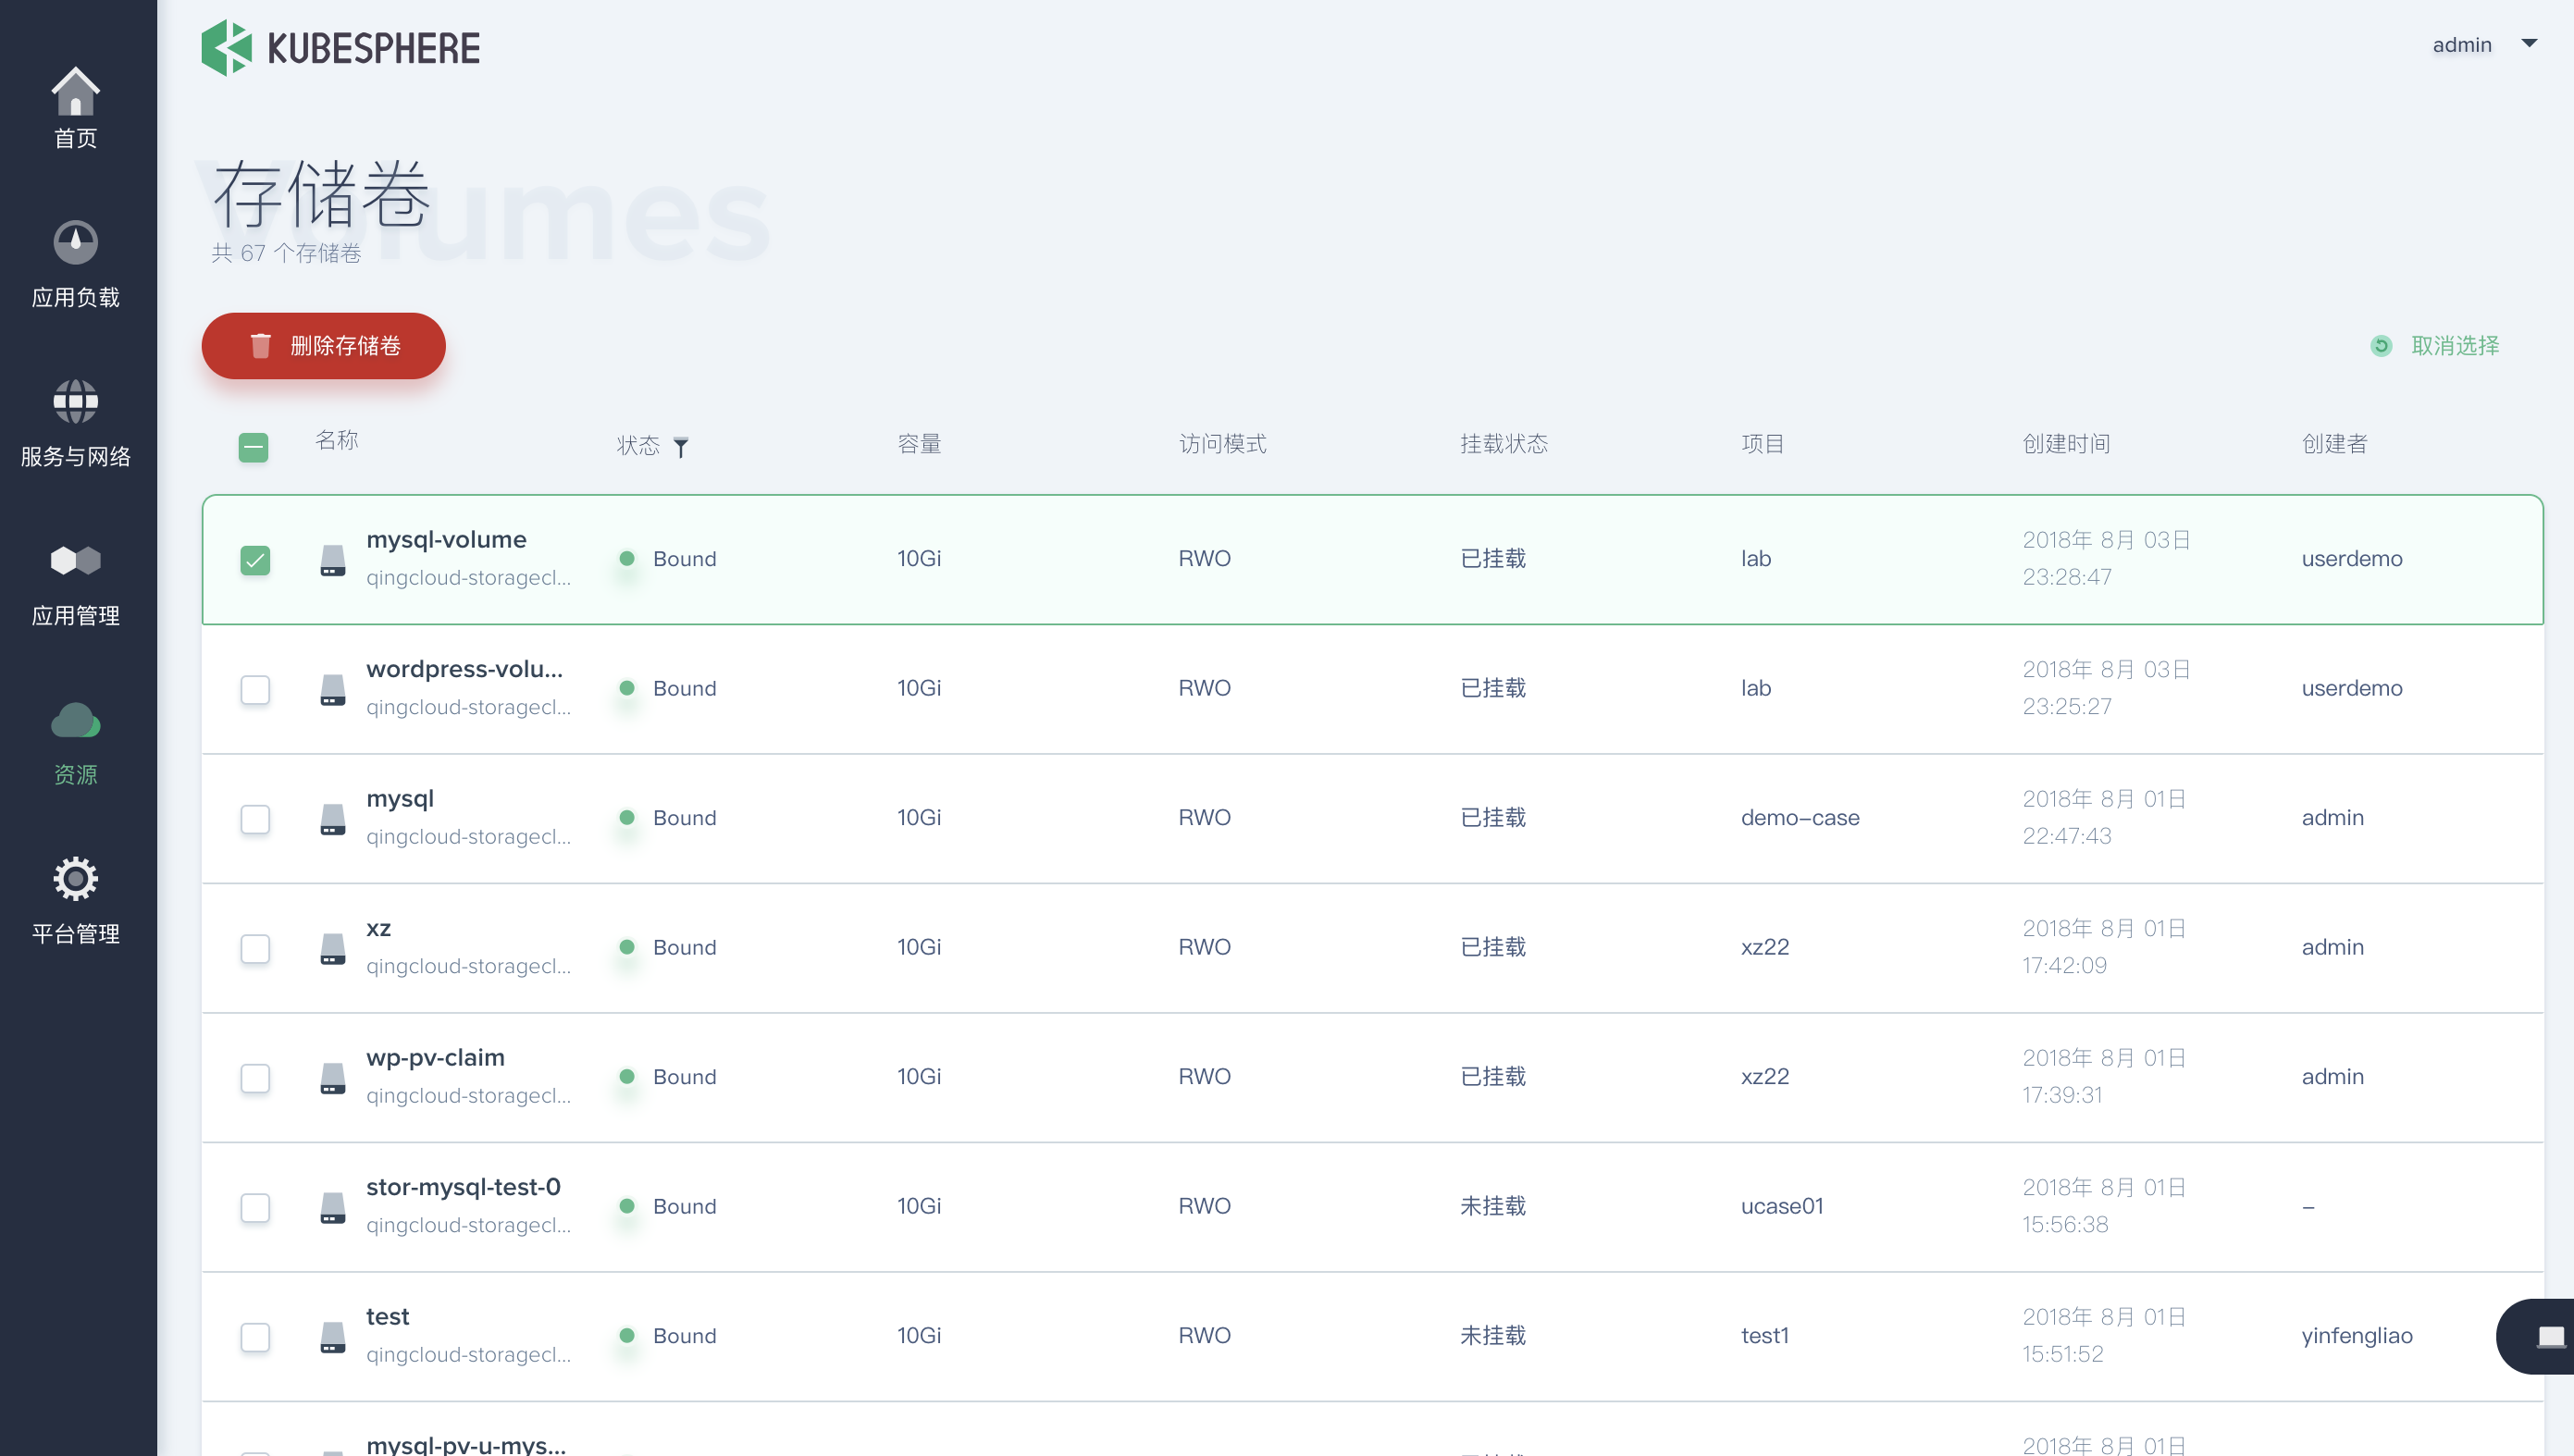 KUBESPHERE
admin
首页
应用负载
服务与网络
应用管理
资源
平台管理
Volumes
存储卷
共 67 个存储卷
删除存储卷
取消选择
名称 状态 容量 访问模式 挂载状态 项目 创建时间 创建者
mysql-volume
qingcloud-storagecl...
Bound 10Gi RWO 已挂载 lab 2018年 8月 03日 23:28:47 userdemo
wordpress-volu...
qingcloud-storagecl...
Bound 10Gi RWO 已挂载 lab 2018年 8月 03日 23:25:27 userdemo
mysql
qingcloud-storagecl...
Bound 10Gi RWO 已挂载 demo-case 2018年 8月 01日 22:47:43 admin
xz
qingcloud-storagecl...
Bound 10Gi RWO 已挂载 xz22 2018年 8月 01日 17:42:09 admin
wp-pv-claim
qingcloud-storagecl...
Bound 10Gi RWO 已挂载 xz22 2018年 8月 01日 17:39:31 admin
stor-mysql-test-0
qingcloud-storagecl...
Bound 10Gi RWO 未挂载 ucase01 2018年 8月 01日 15:56:38 -
test
qingcloud-storagecl...
Bound 10Gi RWO 未挂载 test1 2018年 8月 01日 15:51:52 yinfengliao
mysql-pv-u-mys...
2018年 8月 01日